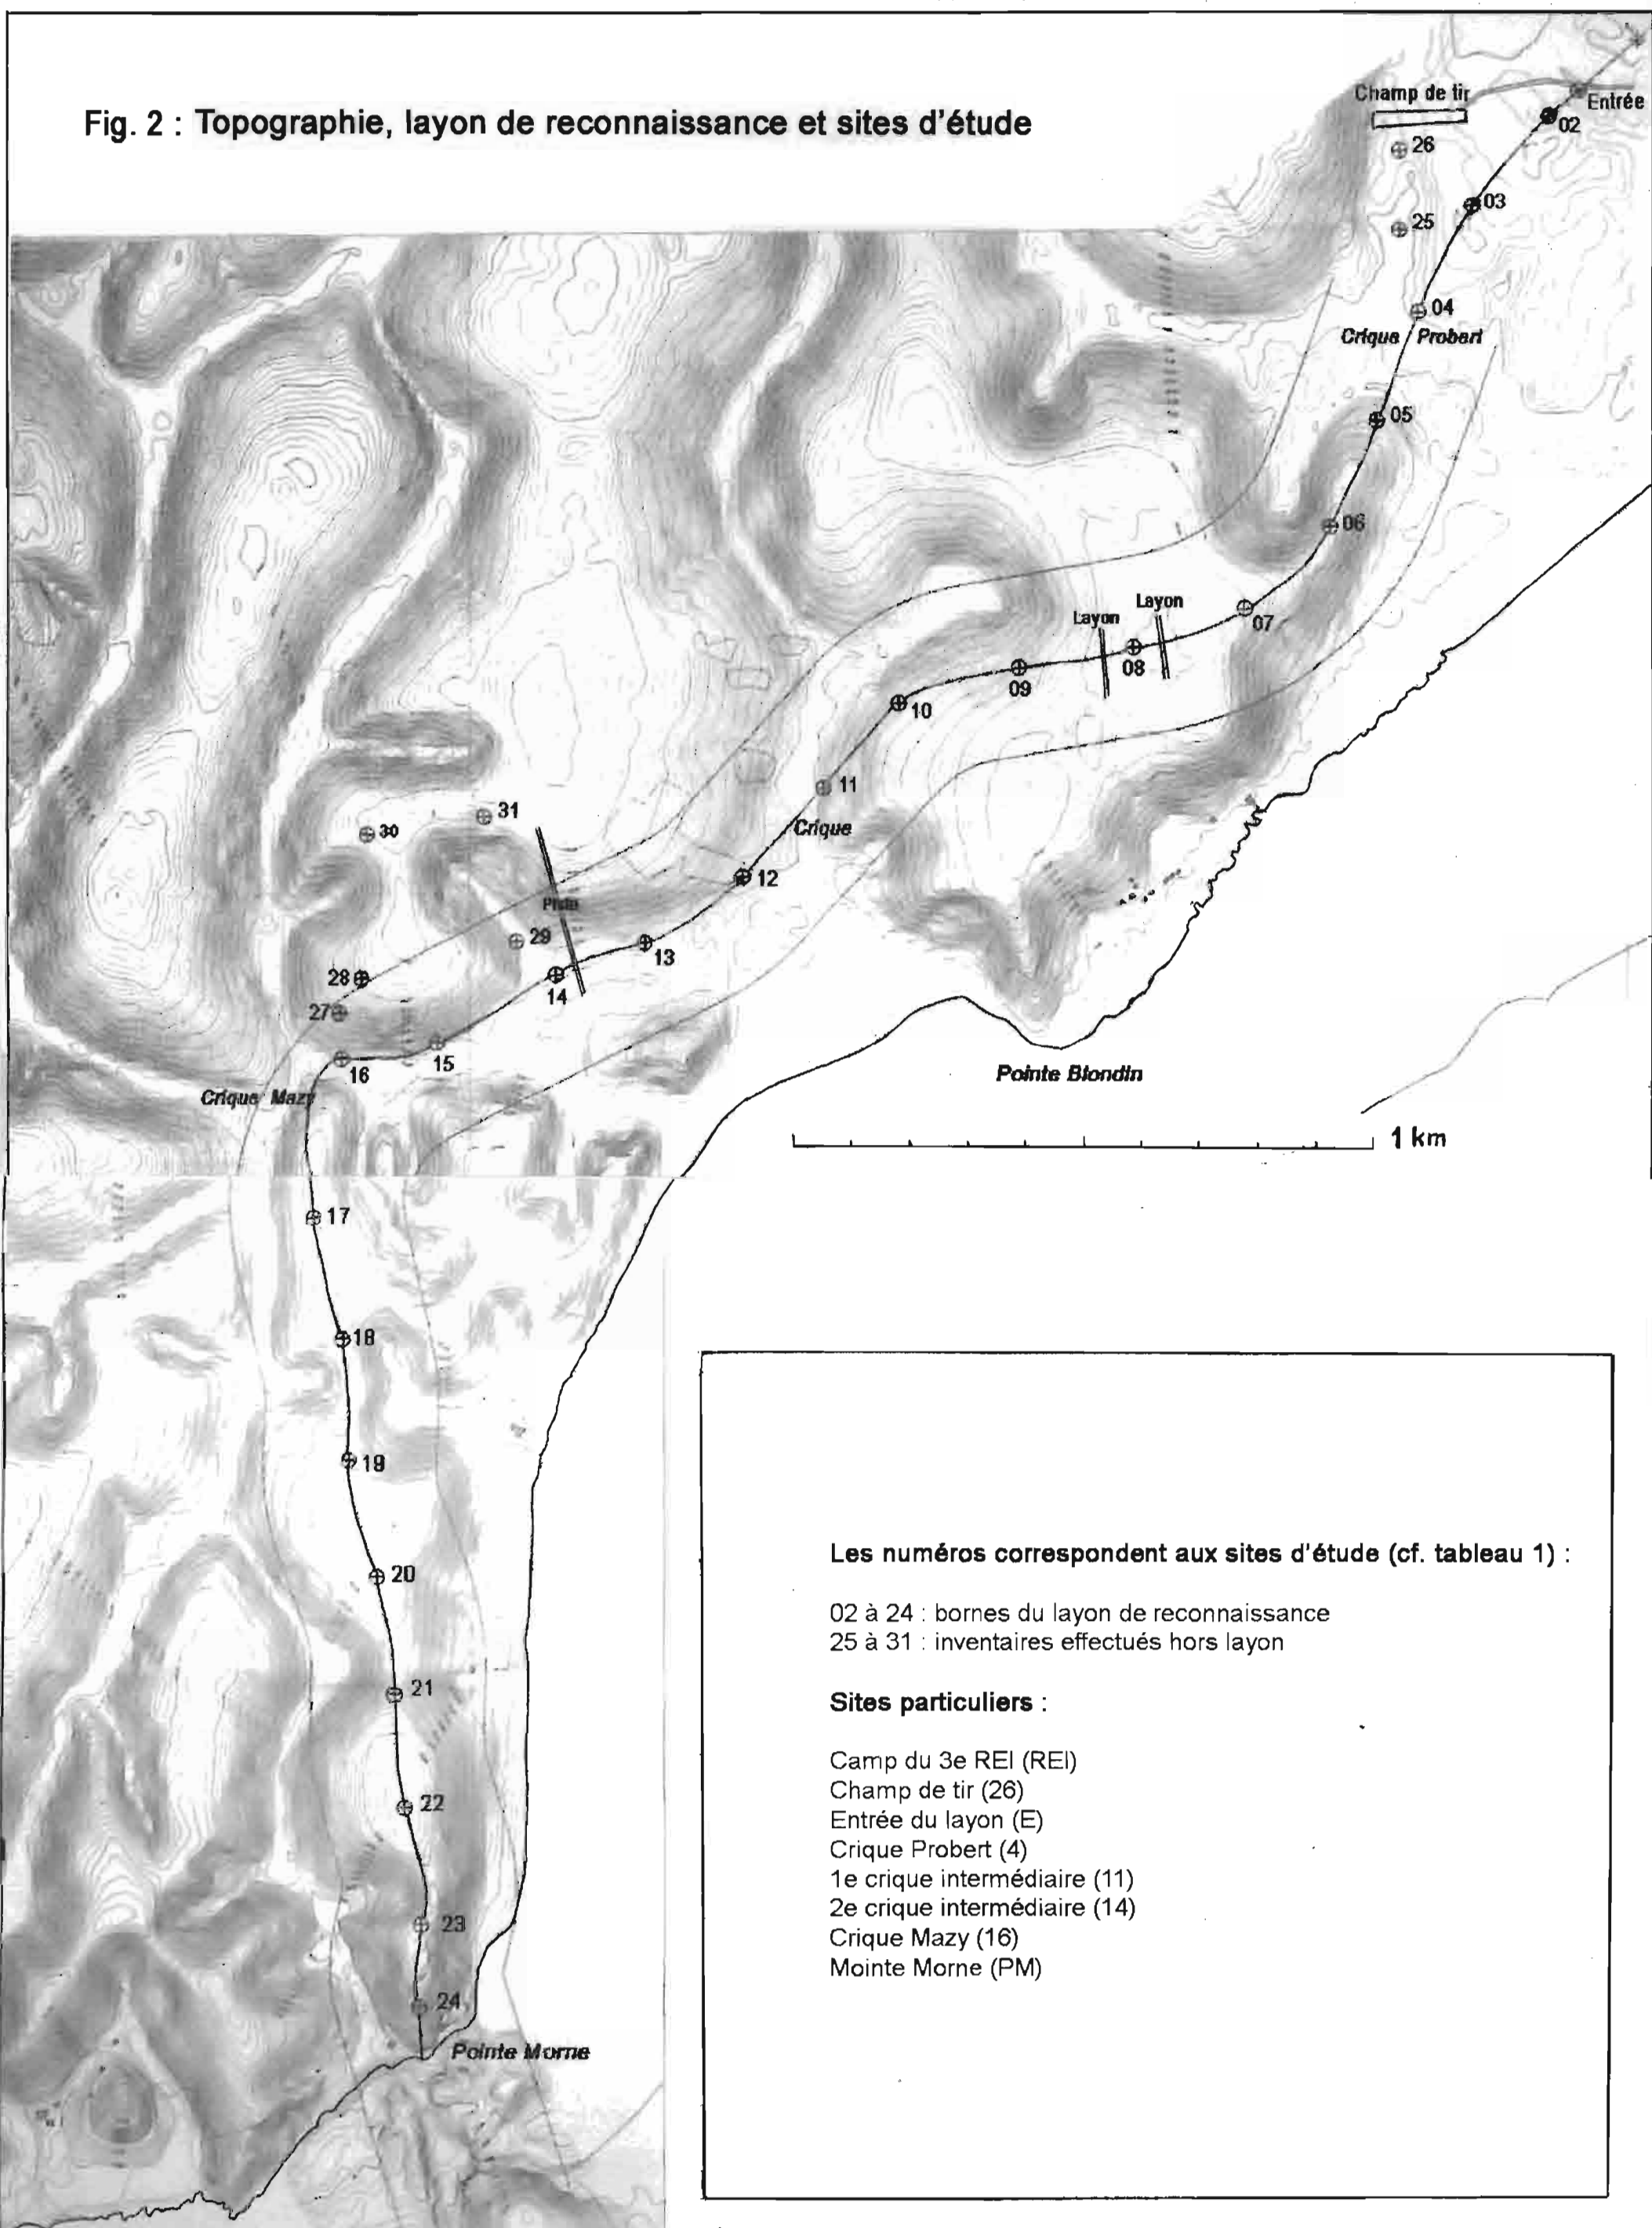 Fig. 2 : Topographie, layon de reconnaissance et sites d'étude
Champ de tir
Entrée
02
26
03
25
04
Crique Probert
05
06
Layon
Layon
07
08
09
10
11
Crique
31
30
12
Piste
29
13
28
14
27
15
16
Crique Mazy
Pointe Blondin
1 km
17
18
19
20
21
22
23
24
Pointe Morne
Les numéros correspondent aux sites d'étude (cf. tableau 1) :
02 à 24 : bornes du layon de reconnaissance
25 à 31 : inventaires effectués hors layon
Sites particuliers :
Camp du 3e REI (REI)
Champ de tir (26)
Entrée du layon (E)
Crique Probert (4)
1e crique intermédiaire (11)
2e crique intermédiaire (14)
Crique Mazy (16)
Mointe Morne (PM)